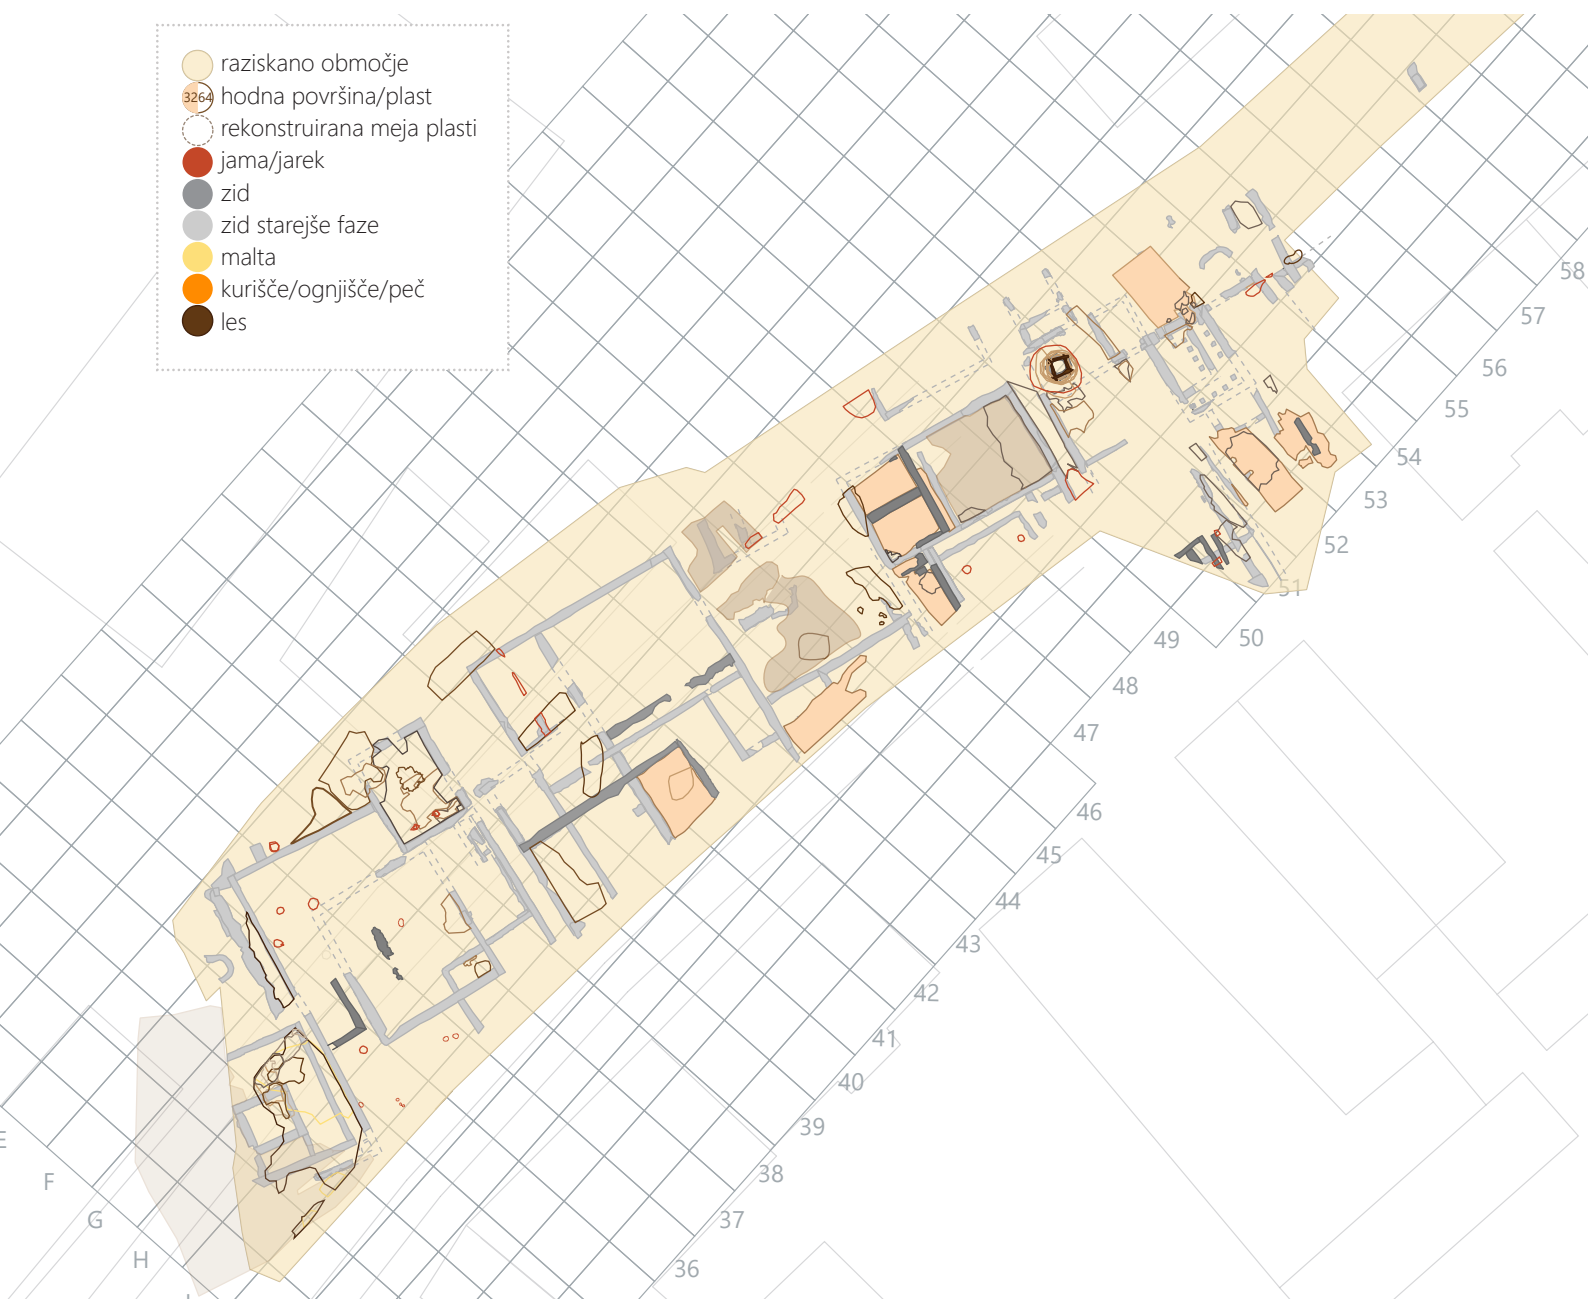 raziskano območje
3264 hodna površina/plast
rekonstruirana meja plasti
jama/jarek
zid
zid starejše faze
malta
kurišče/ognjišče/peč
les
58
57
56
55
54
53
52
51
50
49
48
47
46
45
44
43
42
41
40
39
38
37
36
E
F
G
H